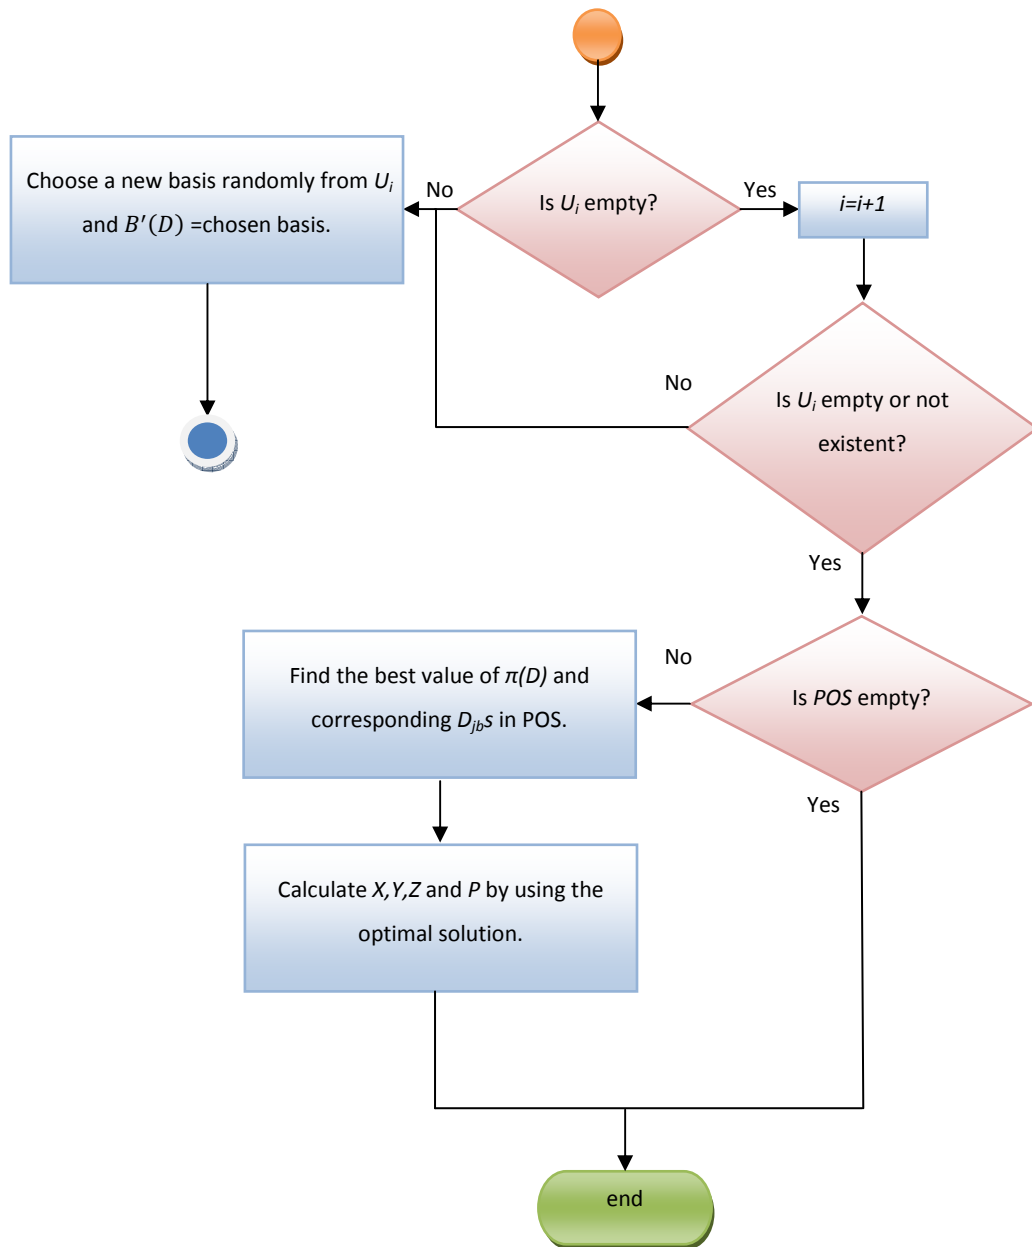 Is Uᵢ empty?
No
Yes
Choose a new basis randomly from Uᵢ
and B′(D) =chosen basis.
i=i+1
No
Is Uᵢ empty or not
existent?
Yes
No
Is POS empty?
Find the best value of π(D) and
corresponding D_jbs in POS.
Yes
Calculate X,Y,Z and P by using the
optimal solution.
end